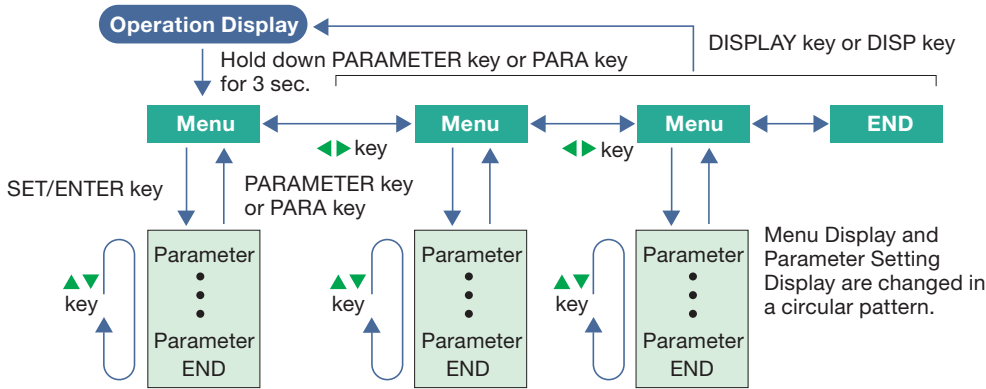 Operation Display
DISPLAY key or DISP key
Hold down PARAMETER key or PARA key
for 3 sec.
Menu
Menu
Menu
END
◀▶ key
◀▶ key
SET/ENTER key
PARAMETER key
or PARA key
▲▼
key
Parameter
•
•
•
Parameter
END
▲▼
key
Parameter
•
•
•
Parameter
END
▲▼
key
Parameter
•
•
•
Parameter
END
Menu Display and
Parameter Setting
Display are changed in
a circular pattern.